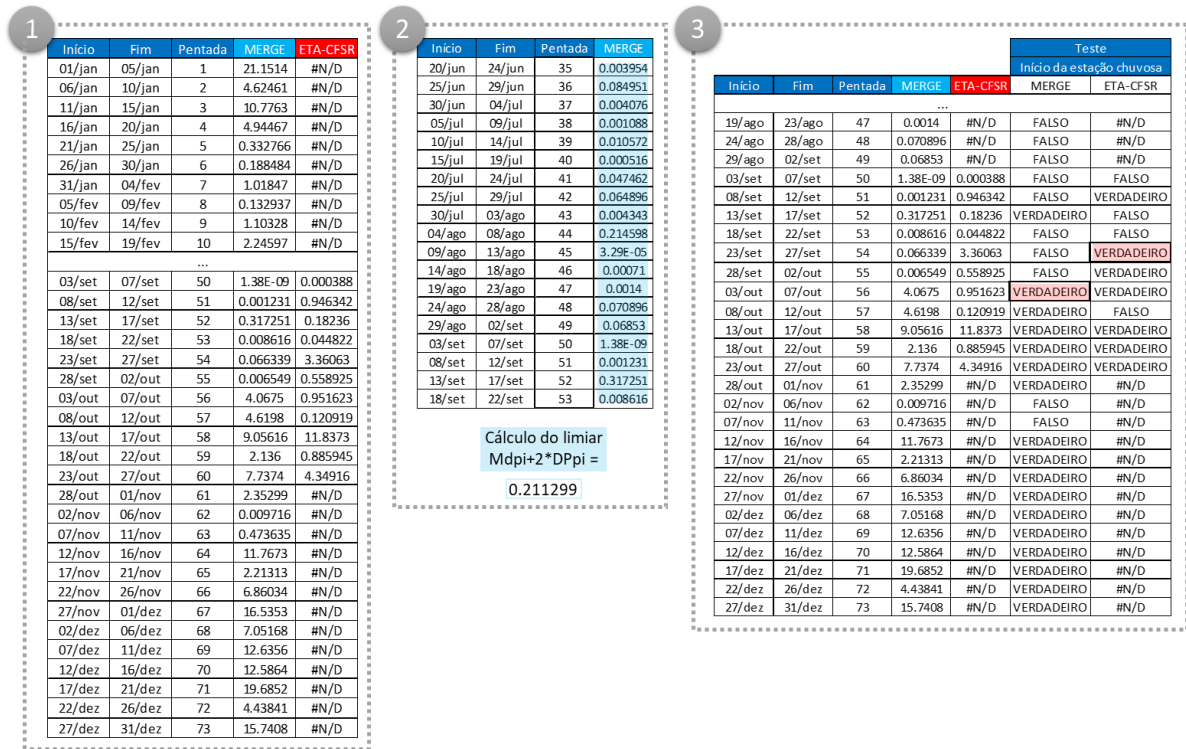 1
Início Fim Pentada MERGE ETA-CFSR
01/jan 05/jan 1 21.1514 #N/D
06/jan 10/jan 2 4.62461 #N/D
11/jan 15/jan 3 10.7763 #N/D
16/jan 20/jan 4 4.94467 #N/D
21/jan 25/jan 5 0.332766 #N/D
26/jan 30/jan 6 0.188484 #N/D
31/jan 04/fev 7 1.01847 #N/D
05/fev 09/fev 8 0.132937 #N/D
10/fev 14/fev 9 1.10328 #N/D
15/fev 19/fev 10 2.24597 #N/D
...
03/set 07/set 50 1.38E-09 0.000388
08/set 12/set 51 0.001231 0.946342
13/set 17/set 52 0.317251 0.18236
18/set 22/set 53 0.008616 0.044822
23/set 27/set 54 0.066339 3.36063
28/set 02/out 55 0.006549 0.558925
03/out 07/out 56 4.0675 0.951623
08/out 12/out 57 4.6198 0.120919
13/out 17/out 58 9.05616 11.8373
18/out 22/out 59 2.136 0.885945
23/out 27/out 60 7.7374 4.34916
28/out 01/nov 61 2.35299 #N/D
02/nov 06/nov 62 0.009716 #N/D
07/nov 11/nov 63 0.473635 #N/D
12/nov 16/nov 64 11.7673 #N/D
17/nov 21/nov 65 2.21313 #N/D
22/nov 26/nov 66 6.86034 #N/D
27/nov 01/dez 67 16.5353 #N/D
02/dez 06/dez 68 7.05168 #N/D
07/dez 11/dez 69 12.6356 #N/D
12/dez 16/dez 70 12.5864 #N/D
17/dez 21/dez 71 19.6852 #N/D
22/dez 26/dez 72 4.43841 #N/D
27/dez 31/dez 73 15.7408 #N/D
2
Início Fim Pentada MERGE
20/jun 24/jun 35 0.003954
25/jun 29/jun 36 0.084951
30/jun 04/jul 37 0.004076
05/jul 09/jul 38 0.001088
10/jul 14/jul 39 0.010572
15/jul 19/jul 40 0.000516
20/jul 24/jul 41 0.047462
25/jul 29/jul 42 0.064896
30/jul 03/ago 43 0.004343
04/ago 08/ago 44 0.214598
09/ago 13/ago 45 3.29E-05
14/ago 18/ago 46 0.00071
19/ago 23/ago 47 0.0014
24/ago 28/ago 48 0.070896
29/ago 02/set 49 0.06853
03/set 07/set 50 1.38E-09
08/set 12/set 51 0.001231
13/set 17/set 52 0.317251
18/set 22/set 53 0.008616
Cálculo do limiar
Mdpi+2*DPpi =
0.211299
3
Teste
Início da estação chuvosa
Início Fim Pentada MERGE ETA-CFSR MERGE ETA-CFSR
...
19/ago 23/ago 47 0.0014 #N/D FALSO #N/D
24/ago 28/ago 48 0.070896 #N/D FALSO #N/D
29/ago 02/set 49 0.06853 #N/D FALSO #N/D
03/set 07/set 50 1.38E-09 0.000388 FALSO FALSO
08/set 12/set 51 0.001231 0.946342 FALSO VERDADEIRO
13/set 17/set 52 0.317251 0.18236 VERDADEIRO FALSO
18/set 22/set 53 0.008616 0.044822 FALSO FALSO
23/set 27/set 54 0.066339 3.36063 FALSO VERDADEIRO
28/set 02/out 55 0.006549 0.558925 FALSO VERDADEIRO
03/out 07/out 56 4.0675 0.951623 VERDADEIRO VERDADEIRO
08/out 12/out 57 4.6198 0.120919 VERDADEIRO FALSO
13/out 17/out 58 9.05616 11.8373 VERDADEIRO VERDADEIRO
18/out 22/out 59 2.136 0.885945 VERDADEIRO VERDADEIRO
23/out 27/out 60 7.7374 4.34916 VERDADEIRO VERDADEIRO
28/out 01/nov 61 2.35299 #N/D VERDADEIRO #N/D
02/nov 06/nov 62 0.009716 #N/D FALSO #N/D
07/nov 11/nov 63 0.473635 #N/D FALSO #N/D
12/nov 16/nov 64 11.7673 #N/D VERDADEIRO #N/D
17/nov 21/nov 65 2.21313 #N/D VERDADEIRO #N/D
22/nov 26/nov 66 6.86034 #N/D VERDADEIRO #N/D
27/nov 01/dez 67 16.5353 #N/D VERDADEIRO #N/D
02/dez 06/dez 68 7.05168 #N/D VERDADEIRO #N/D
07/dez 11/dez 69 12.6356 #N/D VERDADEIRO #N/D
12/dez 16/dez 70 12.5864 #N/D VERDADEIRO #N/D
17/dez 21/dez 71 19.6852 #N/D VERDADEIRO #N/D
22/dez 26/dez 72 4.43841 #N/D VERDADEIRO #N/D
27/dez 31/dez 73 15.7408 #N/D VERDADEIRO #N/D